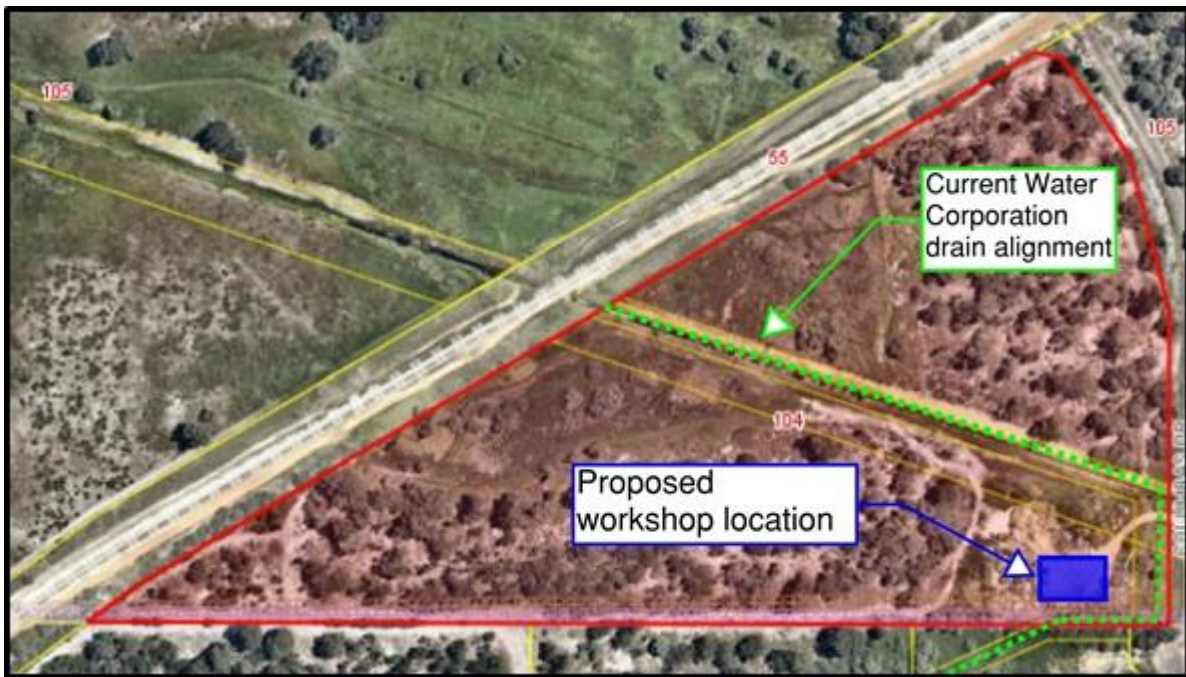 105
55
105
Current Water
Corporation
drain alignment
104
Proposed
workshop location